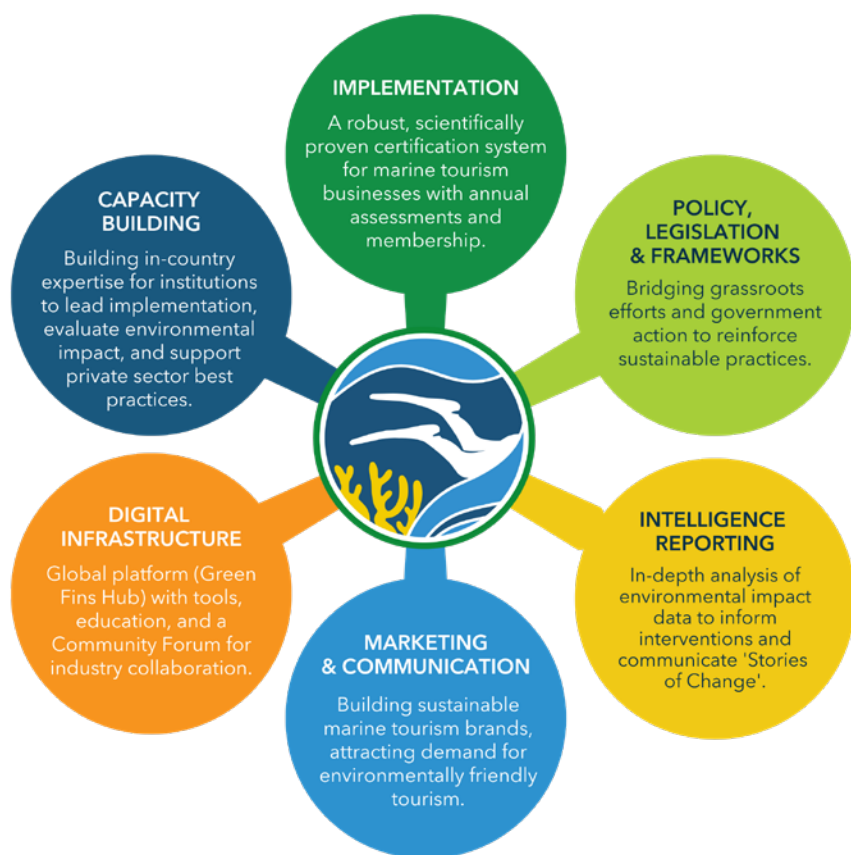 IMPLEMENTATION
A robust, scientifically
proven certification system
for marine tourism
businesses with annual
assessments and
membership.
POLICY,
LEGISLATION
& FRAMEWORKS
Bridging grassroots
efforts and government
action to reinforce
sustainable practices.
INTELLIGENCE
REPORTING
In-depth analysis of
environmental impact
data to inform
interventions and
communicate 'Stories
of Change'.
MARKETING
& COMMUNICATION
Building sustainable
marine tourism brands,
attracting demand for
environmentally friendly
tourism.
DIGITAL
INFRASTRUCTURE
Global platform (Green
Fins Hub) with tools,
education, and a
Community Forum for
industry collaboration.
CAPACITY
BUILDING
Building in-country
expertise for institutions
to lead implementation,
evaluate environmental
impact, and support
private sector best
practices.